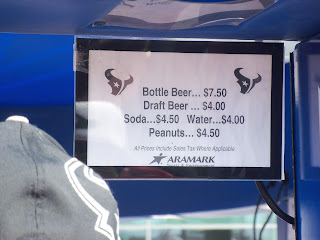 Bottle Beer... $7.50
Draft Beer ... $4.00
Soda...$4.50 Water...$4.00
Peanuts... $4.50
All Prices Include Sales Tax Where Applicable
ARAMARK